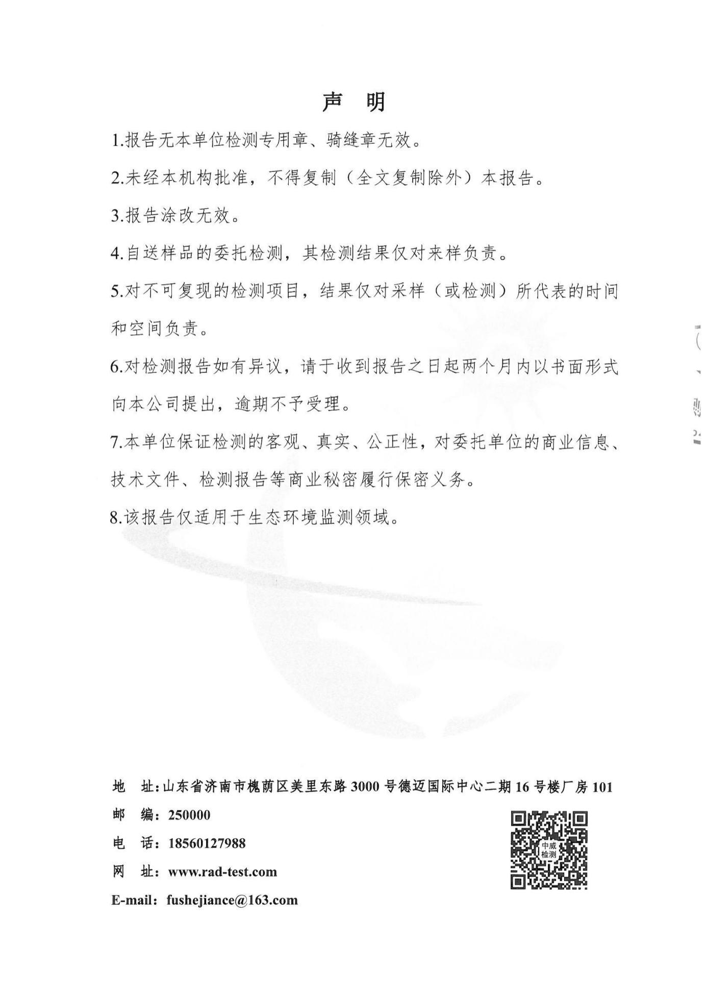 声 明
1.报告无本单位检测专用章、骑缝章无效。
2.未经本机构批准，不得复制（全文复制除外）本报告。
3.报告涂改无效。
4.自送样品的委托检测，其检测结果仅对来样负责。
5.对不可复现的检测项目，结果仅对采样（或检测）所代表的时间
和空间负责。
6.对检测报告如有异议，请于收到报告之日起两个月内以书面形式
向本公司提出，逾期不予受理。
7.本单位保证检测的客观、真实、公正性，对委托单位的商业信息、
技术文件、检测报告等商业秘密履行保密义务。
8.该报告仅适用于生态环境监测领域。
地 址：山东省济南市槐荫区美里东路 3000 号德迈国际中心二期 16 号楼厂房 101
邮 编：250000
电 话：18560127988
网 址：www.rad-test.com
E-mail：fushejiance@163.com
中威
检测